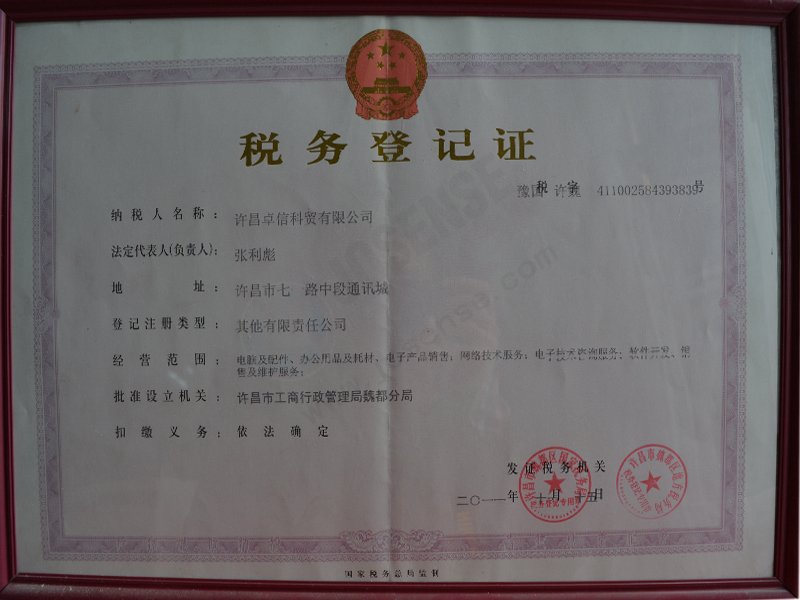 税务登记证
豫国 税 字 许魏 411002584393839 号
纳税人名称： 许昌卓信科贸有限公司
法定代表人(负责人)： 张利彪
地 址： 许昌市七一路中段通讯城
登记注册类型： 其他有限责任公司
经营范围： 电脑及配件、办公用品及耗材、电子产品销售；网络技术服务；电子技术咨询服务；软件开发、销
售及维护服务；
批准设立机关： 许昌市工商行政管理局魏都分局
扣缴义务： 依法确定
发证税务机关
二〇一一年 月 日
国家税务总局监制